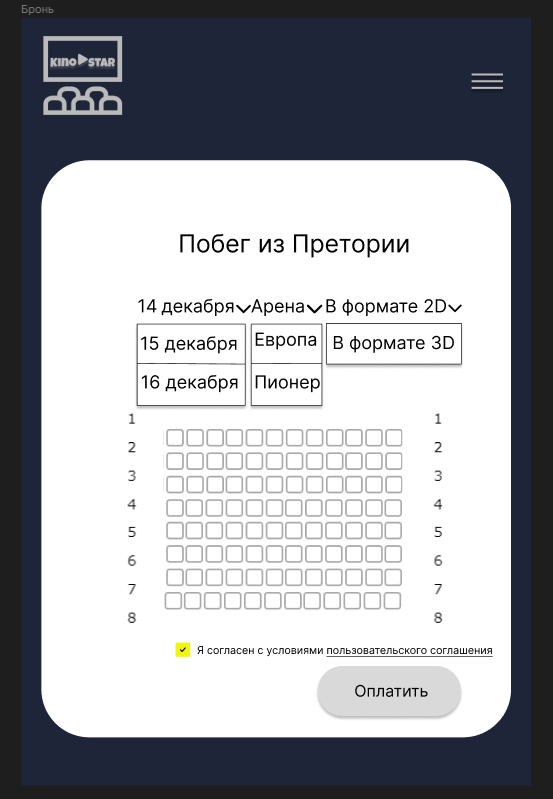 Бронь
KINO STAR
Побег из Претории
14 декабря Арена В формате 2D
15 декабря Европа В формате 3D
16 декабря Пионер
1 1
2 2
3 3
4 4
5 5
6 6
7 7
8 8
Я согласен с условиями пользовательского соглашения
Оплатить